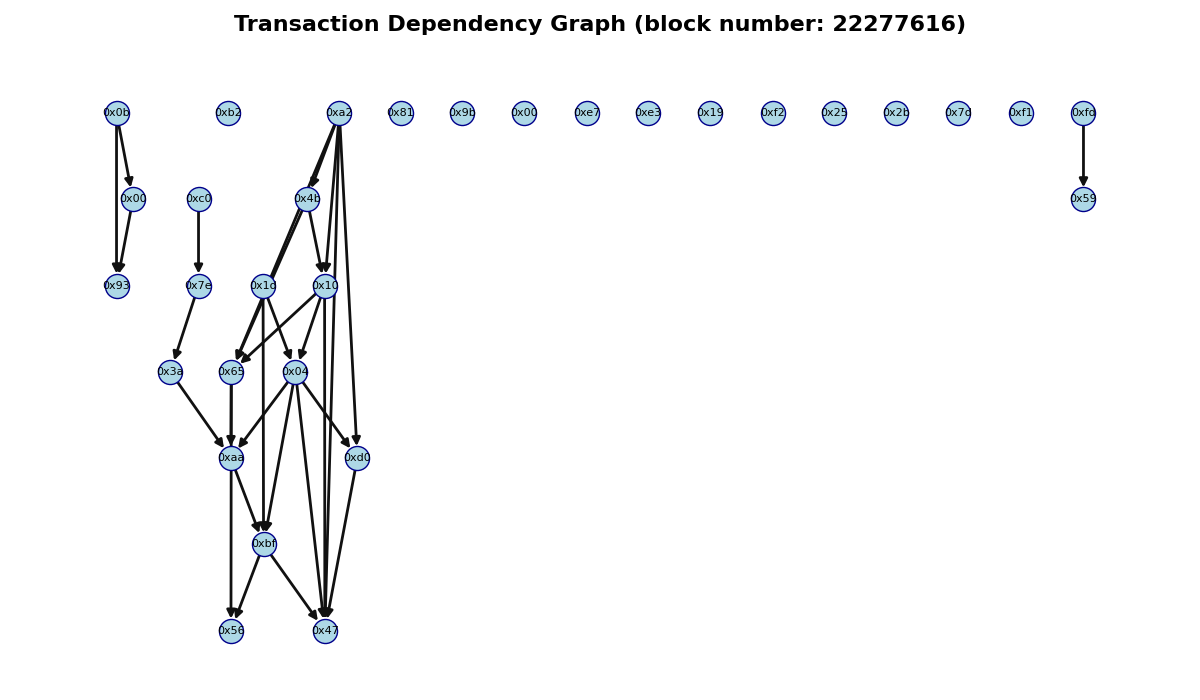 Transaction Dependency Graph (block number: 22277616)
0x0b 0xb2 0xa2 0x81 0x9b 0x00 0xe7 0xe3 0x19 0xf2 0x25 0x2b 0x7d 0xf1 0xfd
0x00 0xc0 0x4b 0x59
0x93 0x7e 0x1d 0x10
0x3a 0x65 0x04
0xaa 0xd0
0xbf
0x56 0x47